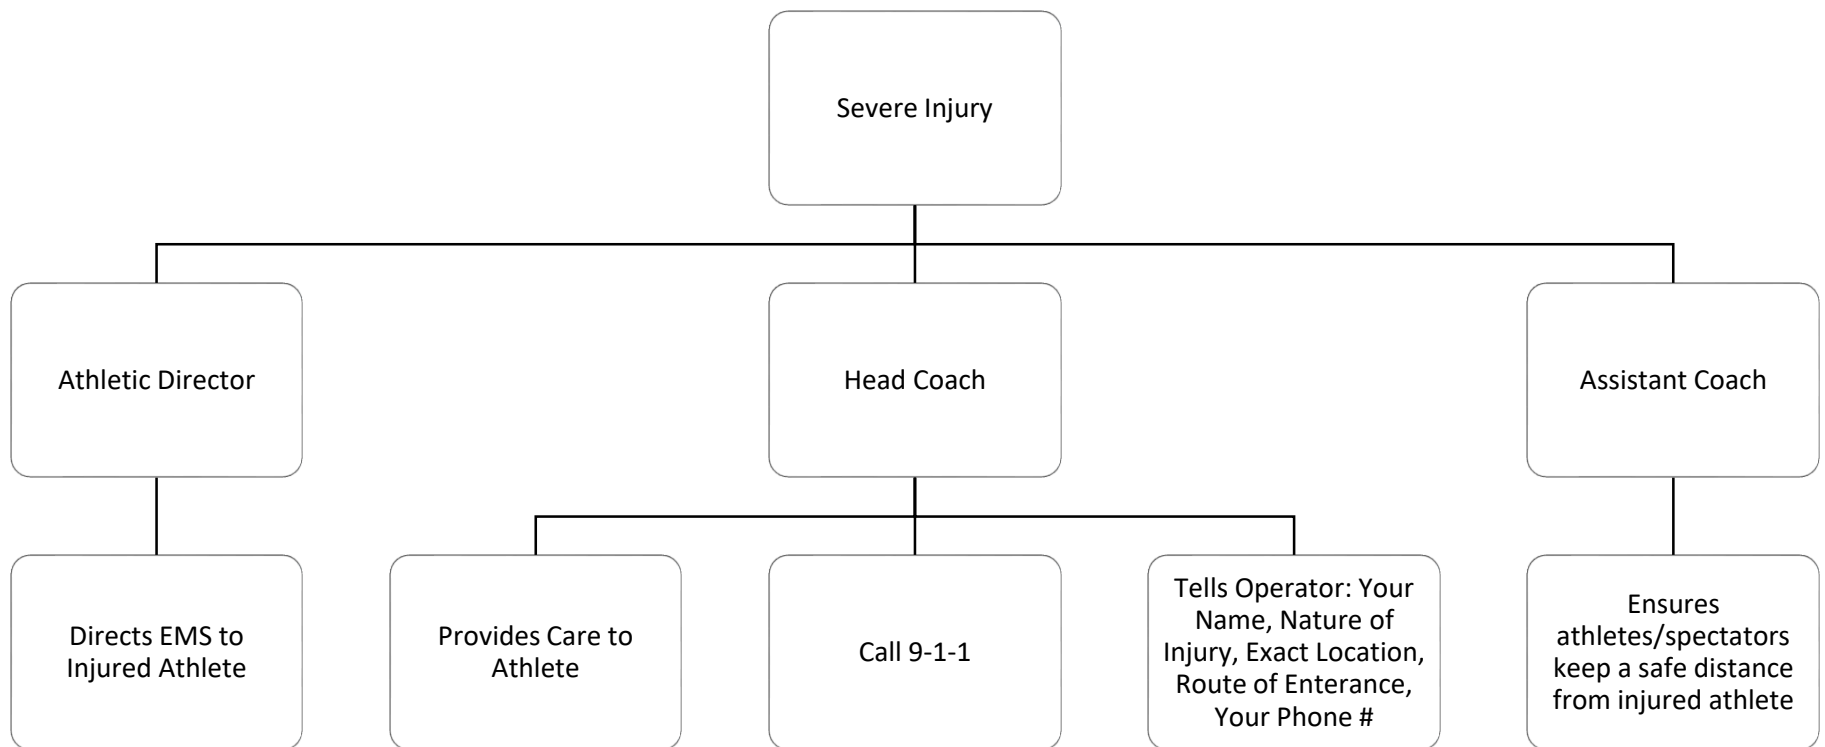 Severe Injury
Athletic Director
Head Coach
Assistant Coach
Directs EMS to
Injured Athlete
Provides Care to
Athlete
Call 9-1-1
Tells Operator: Your
Name, Nature of
Injury, Exact Location,
Route of Enterance,
Your Phone #
Ensures
athletes/spectators
keep a safe distance
from injured athlete